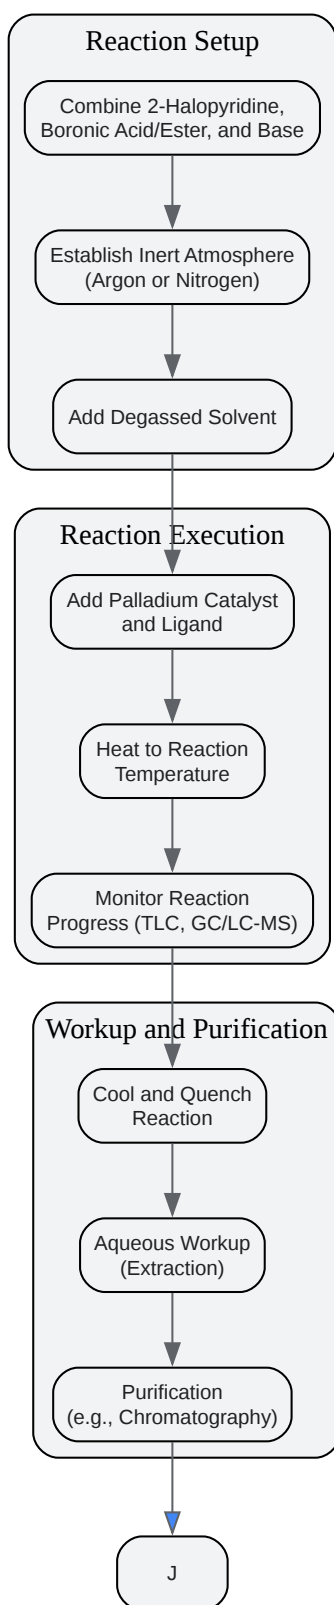 Reaction Setup
Combine 2-Halopyridine,
Boronic Acid/Ester, and Base
Establish Inert Atmosphere
(Argon or Nitrogen)
Add Degassed Solvent
Reaction Execution
Add Palladium Catalyst
and Ligand
Heat to Reaction
Temperature
Monitor Reaction
Progress (TLC, GC/LC-MS)
Workup and Purification
Cool and Quench
Reaction
Aqueous Workup
(Extraction)
Purification
(e.g., Chromatography)
J